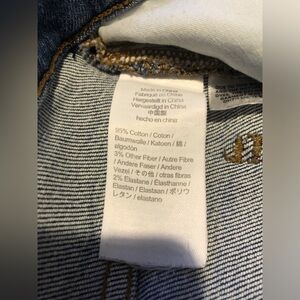 Made in China
Fabriqué en Chine
Hergestellt in China
Vervaardigd in China
中国製
hecho en china
95% Cotton / Coton /
Baumwolle / Katoen / 綿 /
algodón
3% Other Fiber / Autre Fibre
/ Andere Faser / Andere
Vezel / その他 / otras fibras
2% Elastane / Élasthanne /
Elastan / Elastaan / ポリウ
レタン / elastano